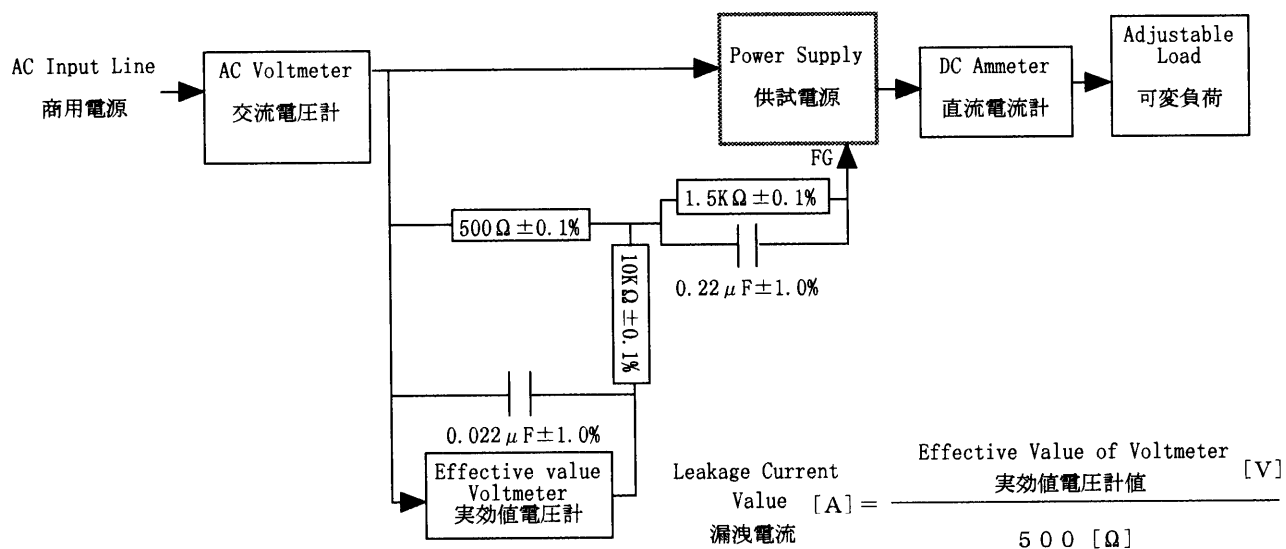 AC Input Line
商用電源
AC Voltmeter
交流電圧計
Power Supply
供試電源
DC Ammeter
直流電流計
Adjustable
Load
可変負荷
FG
1.5KΩ±0.1%
500Ω±0.1%
0.22μF±1.0%
10KΩ±0.1%
0.022μF±1.0%
Effective value
Voltmeter
実効値電圧計
Leakage Current
Value [A]=
漏洩電流
Effective Value of Voltmeter
実効値電圧計値 [V]
500 [Ω]